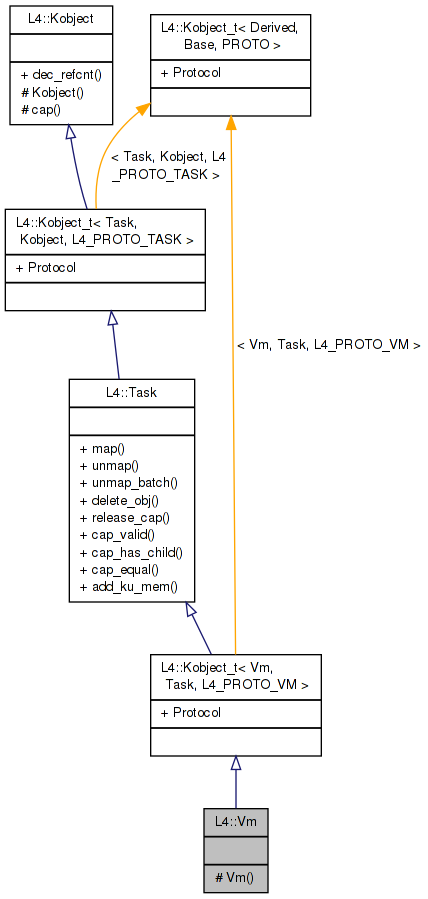 L4::Kobject
+ dec_refcnt()
# Kobject()
# cap()
L4::Kobject_t< Derived,
Base, PROTO >
+ Protocol
< Task, Kobject, L4
_PROTO_TASK >
L4::Kobject_t< Task,
Kobject, L4_PROTO_TASK >
+ Protocol
< Vm, Task, L4_PROTO_VM >
L4::Task
+ map()
+ unmap()
+ unmap_batch()
+ delete_obj()
+ release_cap()
+ cap_valid()
+ cap_has_child()
+ cap_equal()
+ add_ku_mem()
L4::Kobject_t< Vm,
Task, L4_PROTO_VM >
+ Protocol
L4::Vm
# Vm()